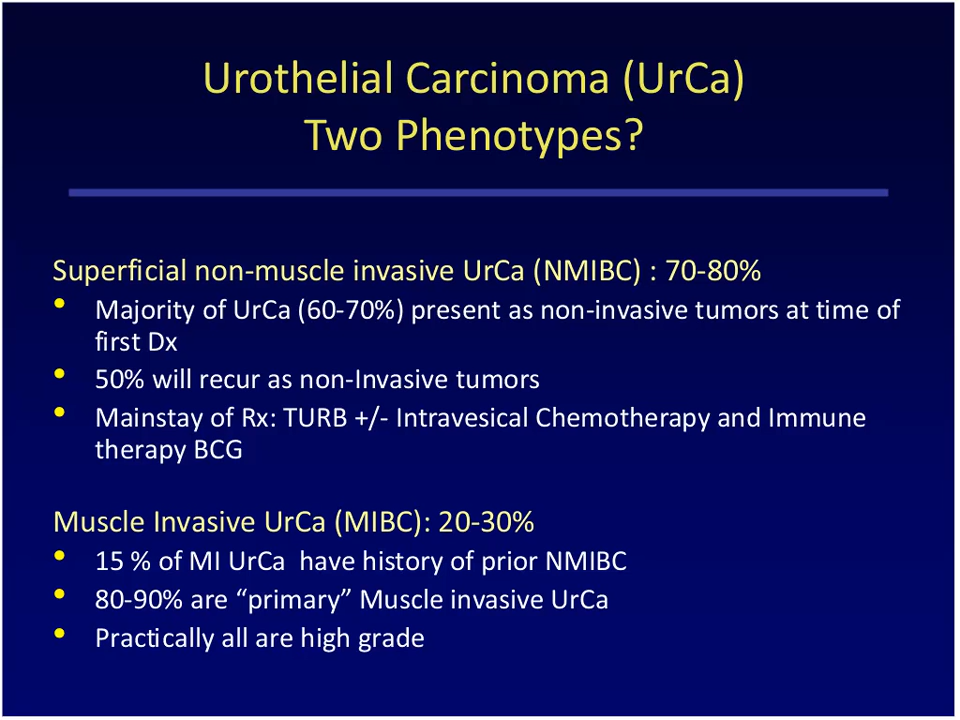 Urothelial Carcinoma (UrCa)
Two Phenotypes?
Superficial non-muscle invasive UrCa (NMIBC) : 70-80%
• Majority of UrCa (60-70%) present as non-invasive tumors at time of
first Dx
• 50% will recur as non-Invasive tumors
• Mainstay of Rx: TURB +/- Intravesical Chemotherapy and Immune
therapy BCG
Muscle Invasive UrCa (MIBC): 20-30%
• 15 % of MI UrCa have history of prior NMIBC
• 80-90% are “primary” Muscle invasive UrCa
• Practically all are high grade